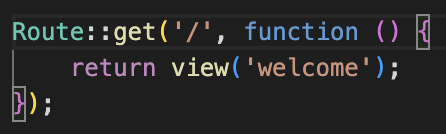 Route::get('/', function () {
    return view('welcome');
});